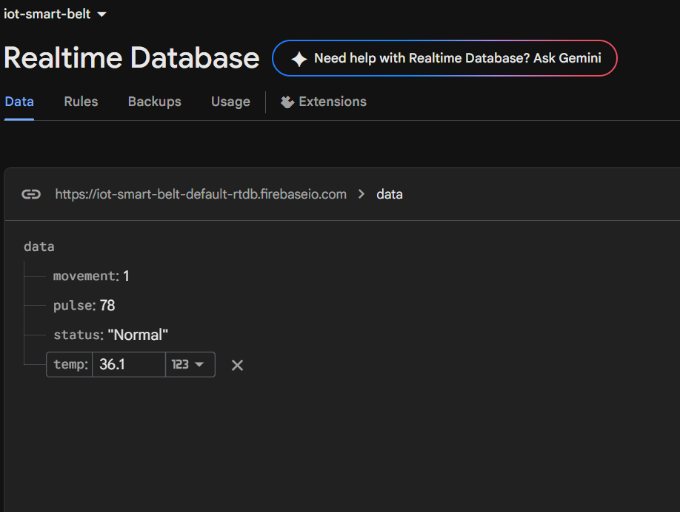 iot-smart-belt
Realtime Database
Need help with Realtime Database? Ask Gemini
Data Rules Backups Usage Extensions
https://iot-smart-belt-default-rtdb.firebaseio.com > data
data
movement: 1
pulse: 78
status: "Normal"
temp: 36.1 123